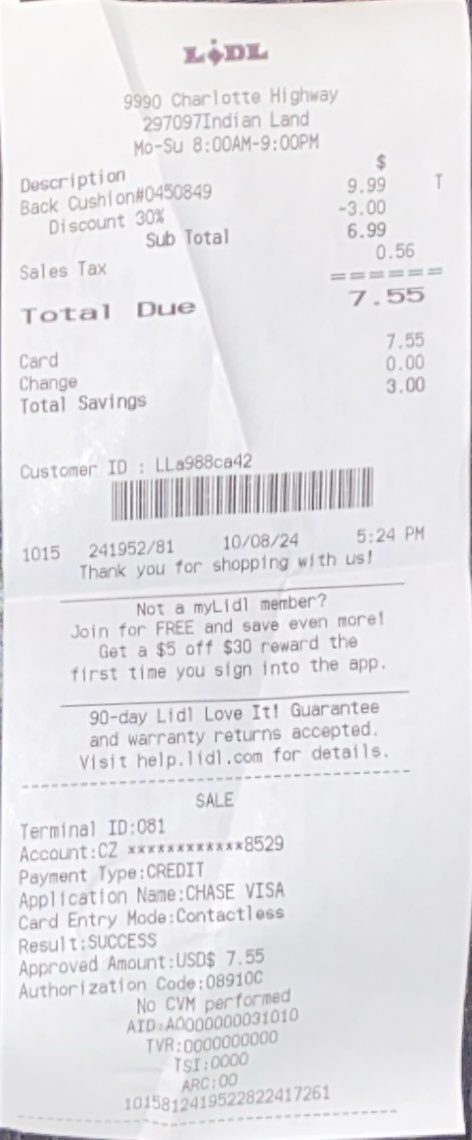 LIDL
9990 Charlotte Highway
297097Indian Land
Mo-Su 8:00AM-9:00PM
Description $
Back Cushion#0450849 9.99 T
Discount 30% -3.00
Sub Total 6.99
Sales Tax 0.56
======
Total Due 7.55
Card 7.55
Change 0.00
Total Savings 3.00
Customer ID : LLa988ca42
1015 241952/81 10/08/24 5:24 PM
Thank you for shopping with us!
Not a myLidl member?
Join for FREE and save even more!
Get a $5 off $30 reward the
first time you sign into the app.
90-day Lidl Love It! Guarantee
and warranty returns accepted.
Visit help.lidl.com for details.
SALE
Terminal ID:081
Account:CZ ************8529
Payment Type:CREDIT
Application Name:CHASE VISA
Card Entry Mode:Contactless
Result:SUCCESS
Approved Amount:USD$ 7.55
Authorization Code:08910C
No CVM performed
AID:A0000000031010
TVR:0000000000
TSI:0000
ARC:00
1015812419522822417261